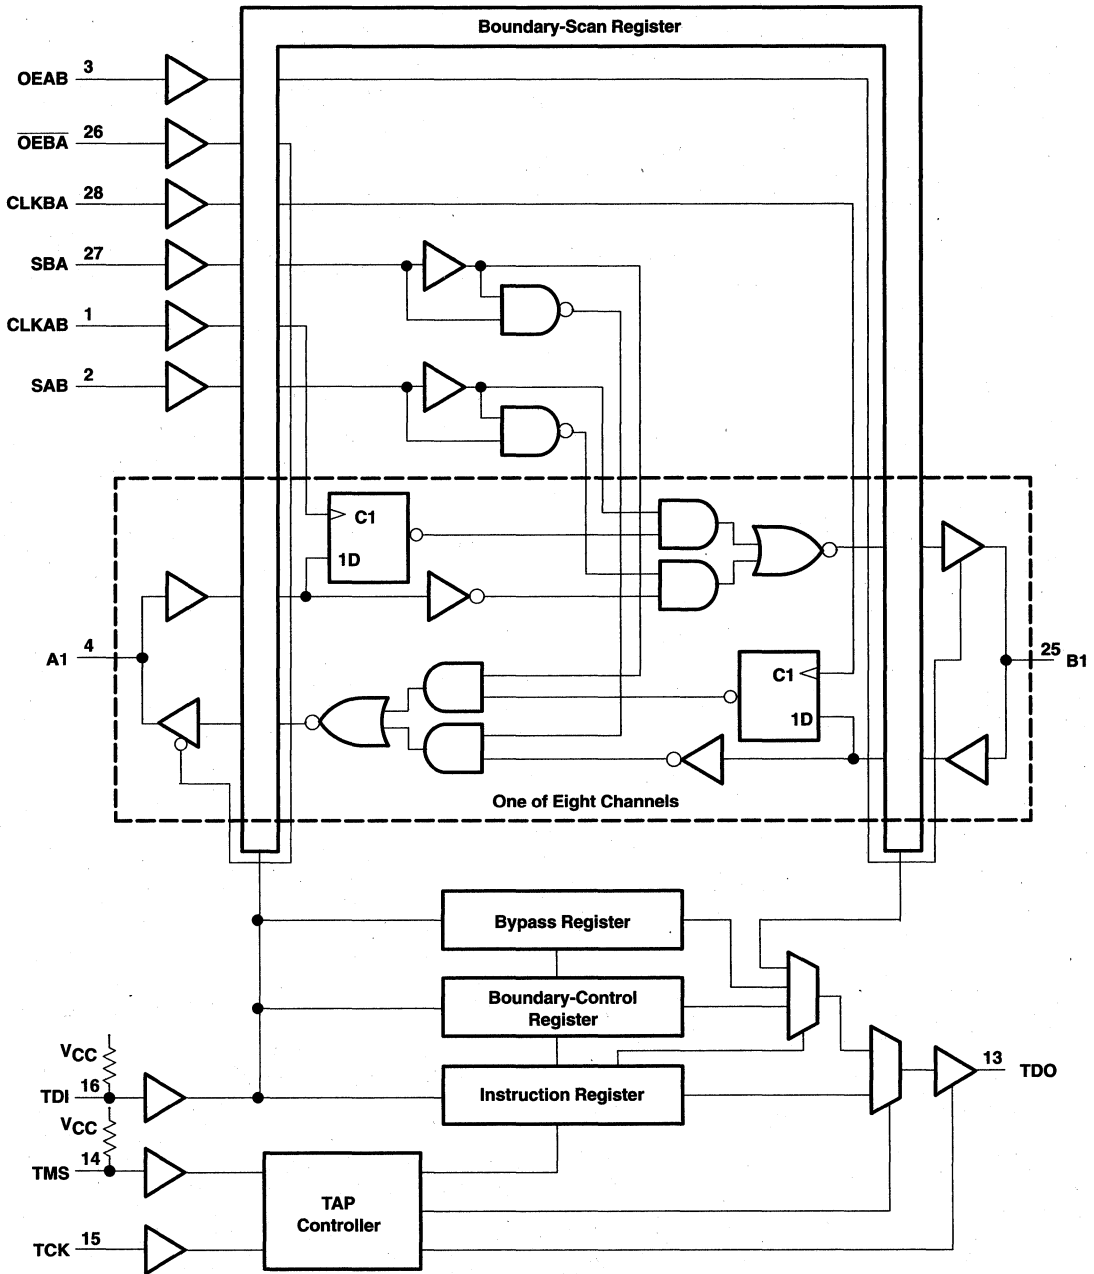 Boundary-Scan Register
OEAB 3
OEBA 26
CLKBA 28
SBA 27
CLKAB 1
SAB 2
C1
1D
A1 4
25 B1
C1
1D
One of Eight Channels
Bypass Register
Boundary-Control
Register
VCC
TDI 16
Instruction Register
13 TDO
VCC
TMS 14
TAP
Controller
TCK 15